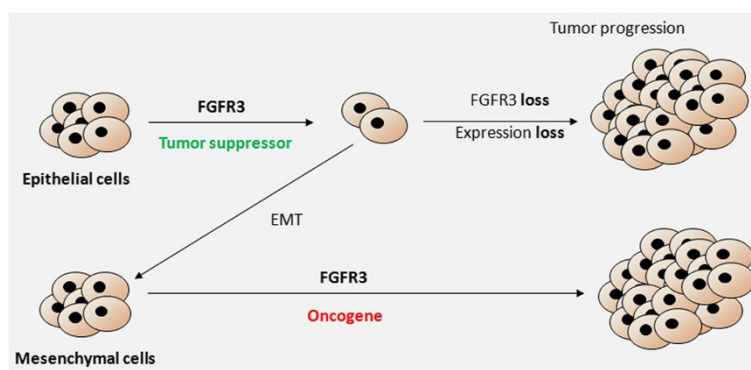 Tumor progression
FGFR3
Tumor suppressor
FGFR3 loss
Expression loss
Epithelial cells
EMT
FGFR3
Oncogene
Mesenchymal cells